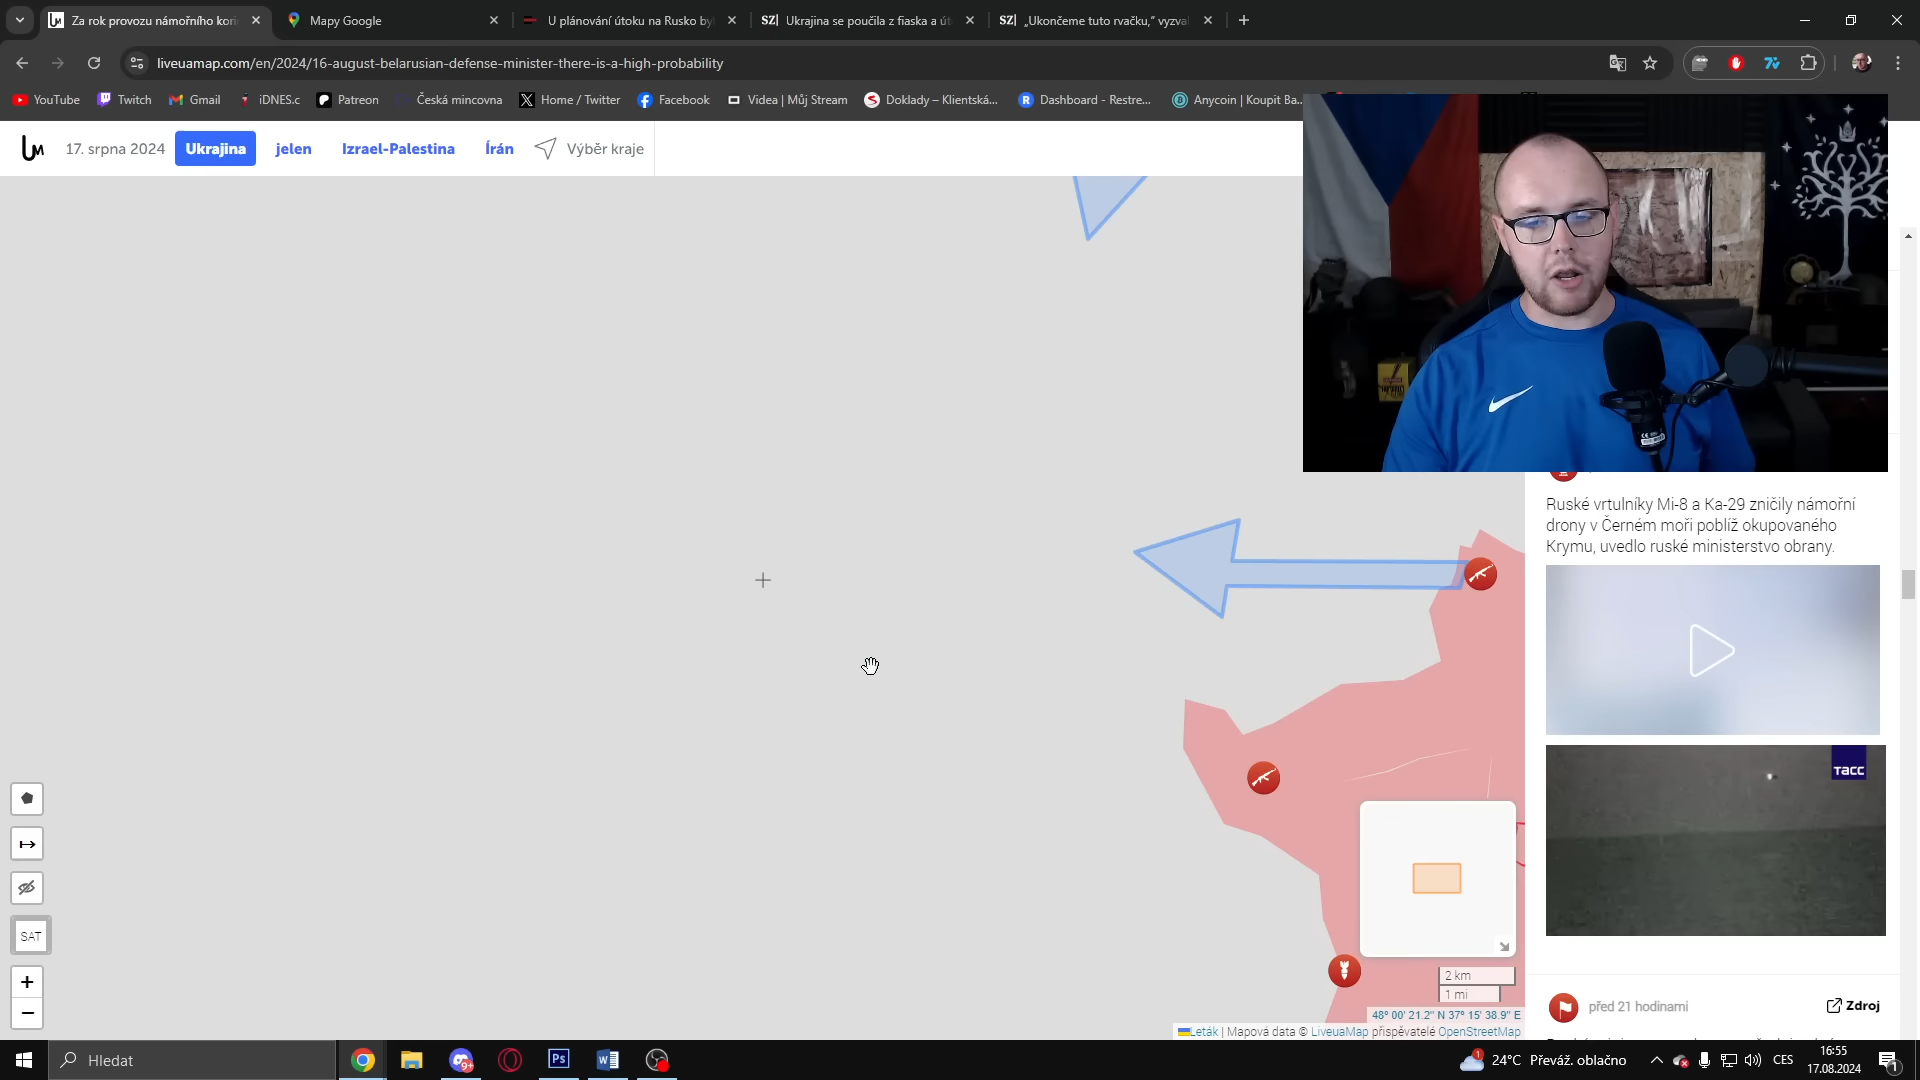 Za rok provozu námořního kori
Mapy Google
U plánování útoku na Rusko by
SZ Ukrajina se poučila z fiaska a út
SZ „Ukončeme tuto rvačku,“ vyzva
liveuamap.com/en/2024/16-august-belarusian-defense-minister-there-is-a-high-probability
YouTube
Twitch
Gmail
iDNES.c
Patreon
Česká mincovna
Home / Twitter
Facebook
Videa | Můj Stream
Doklady – Klientská...
Dashboard - Restre...
Anycoin | Koupit Ba...
17. srpna 2024
Ukrajina
jelen
Izrael-Palestina
Írán
Výběr kraje
Ruské vrtulníky Mi-8 a Ka-29 zničily námořní
drony v Černém moři poblíž okupovaného
Krymu, uvedlo ruské ministerstvo obrany.
ТАСС
před 21 hodinami
Zdroj
SAT
+
−
2 km
1 mi
48° 00' 21.2" N 37° 15' 38.9" E
Leták | Mapová data © LiveuaMap přispěvatelé OpenStreetMap
Hledat
9+
Ps
1
24°C Převáž. oblačno
CES
16:55
17.08.2024
1